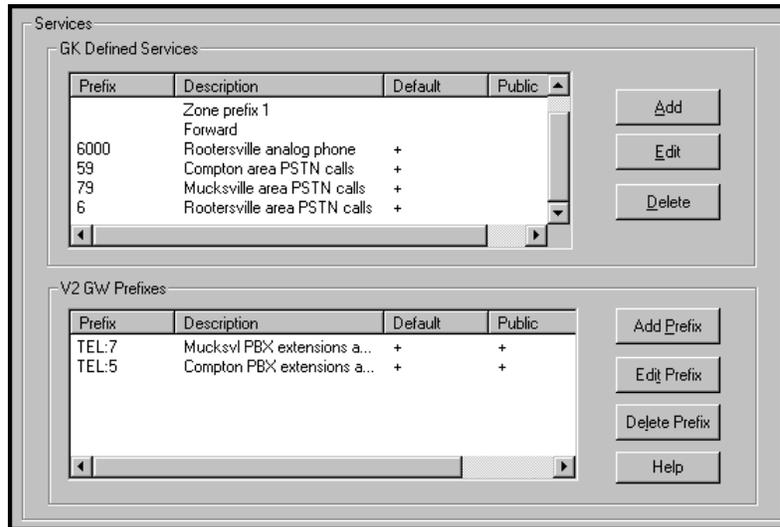 Services
GK Defined Services
Prefix Description Default Public
Zone prefix 1
Forward
6000 Rootersville analog phone +
59 Compton area PSTN calls +
79 Mucksville area PSTN calls +
6 Rootersville area PSTN calls +
Add
Edit
Delete
V2 GW Prefixes
Prefix Description Default Public
TEL:7 Mucksvl PBX extensions a... + +
TEL:5 Compton PBX extensions a... + +
Add Prefix
Edit Prefix
Delete Prefix
Help